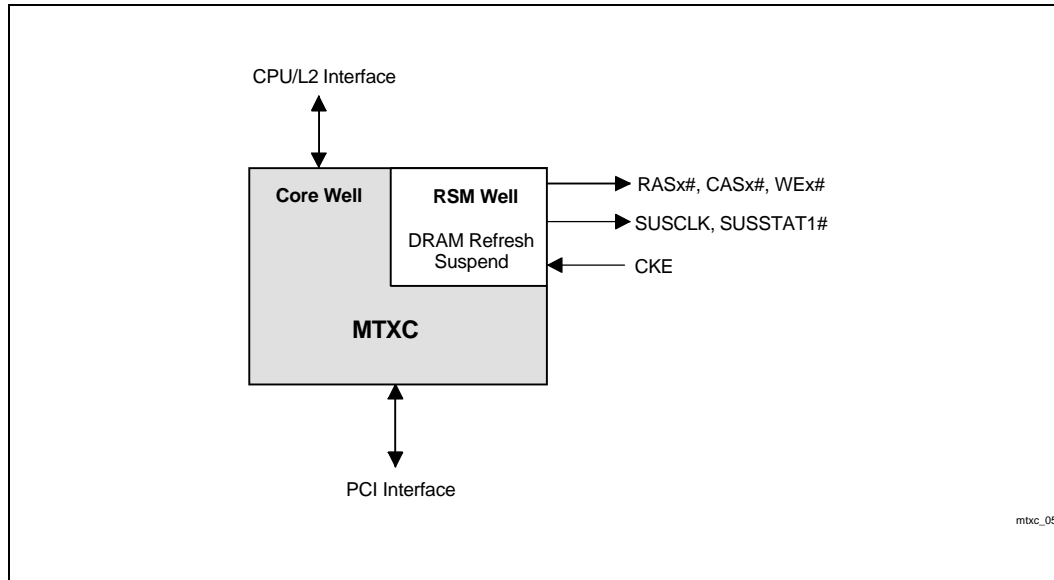 CPU/L2 Interface
Core Well
RSM Well
DRAM Refresh
Suspend
MTXC
RASx#, CASx#, WEx#
SUSCLK, SUSSTAT1#
CKE
PCI Interface
mtxc_05